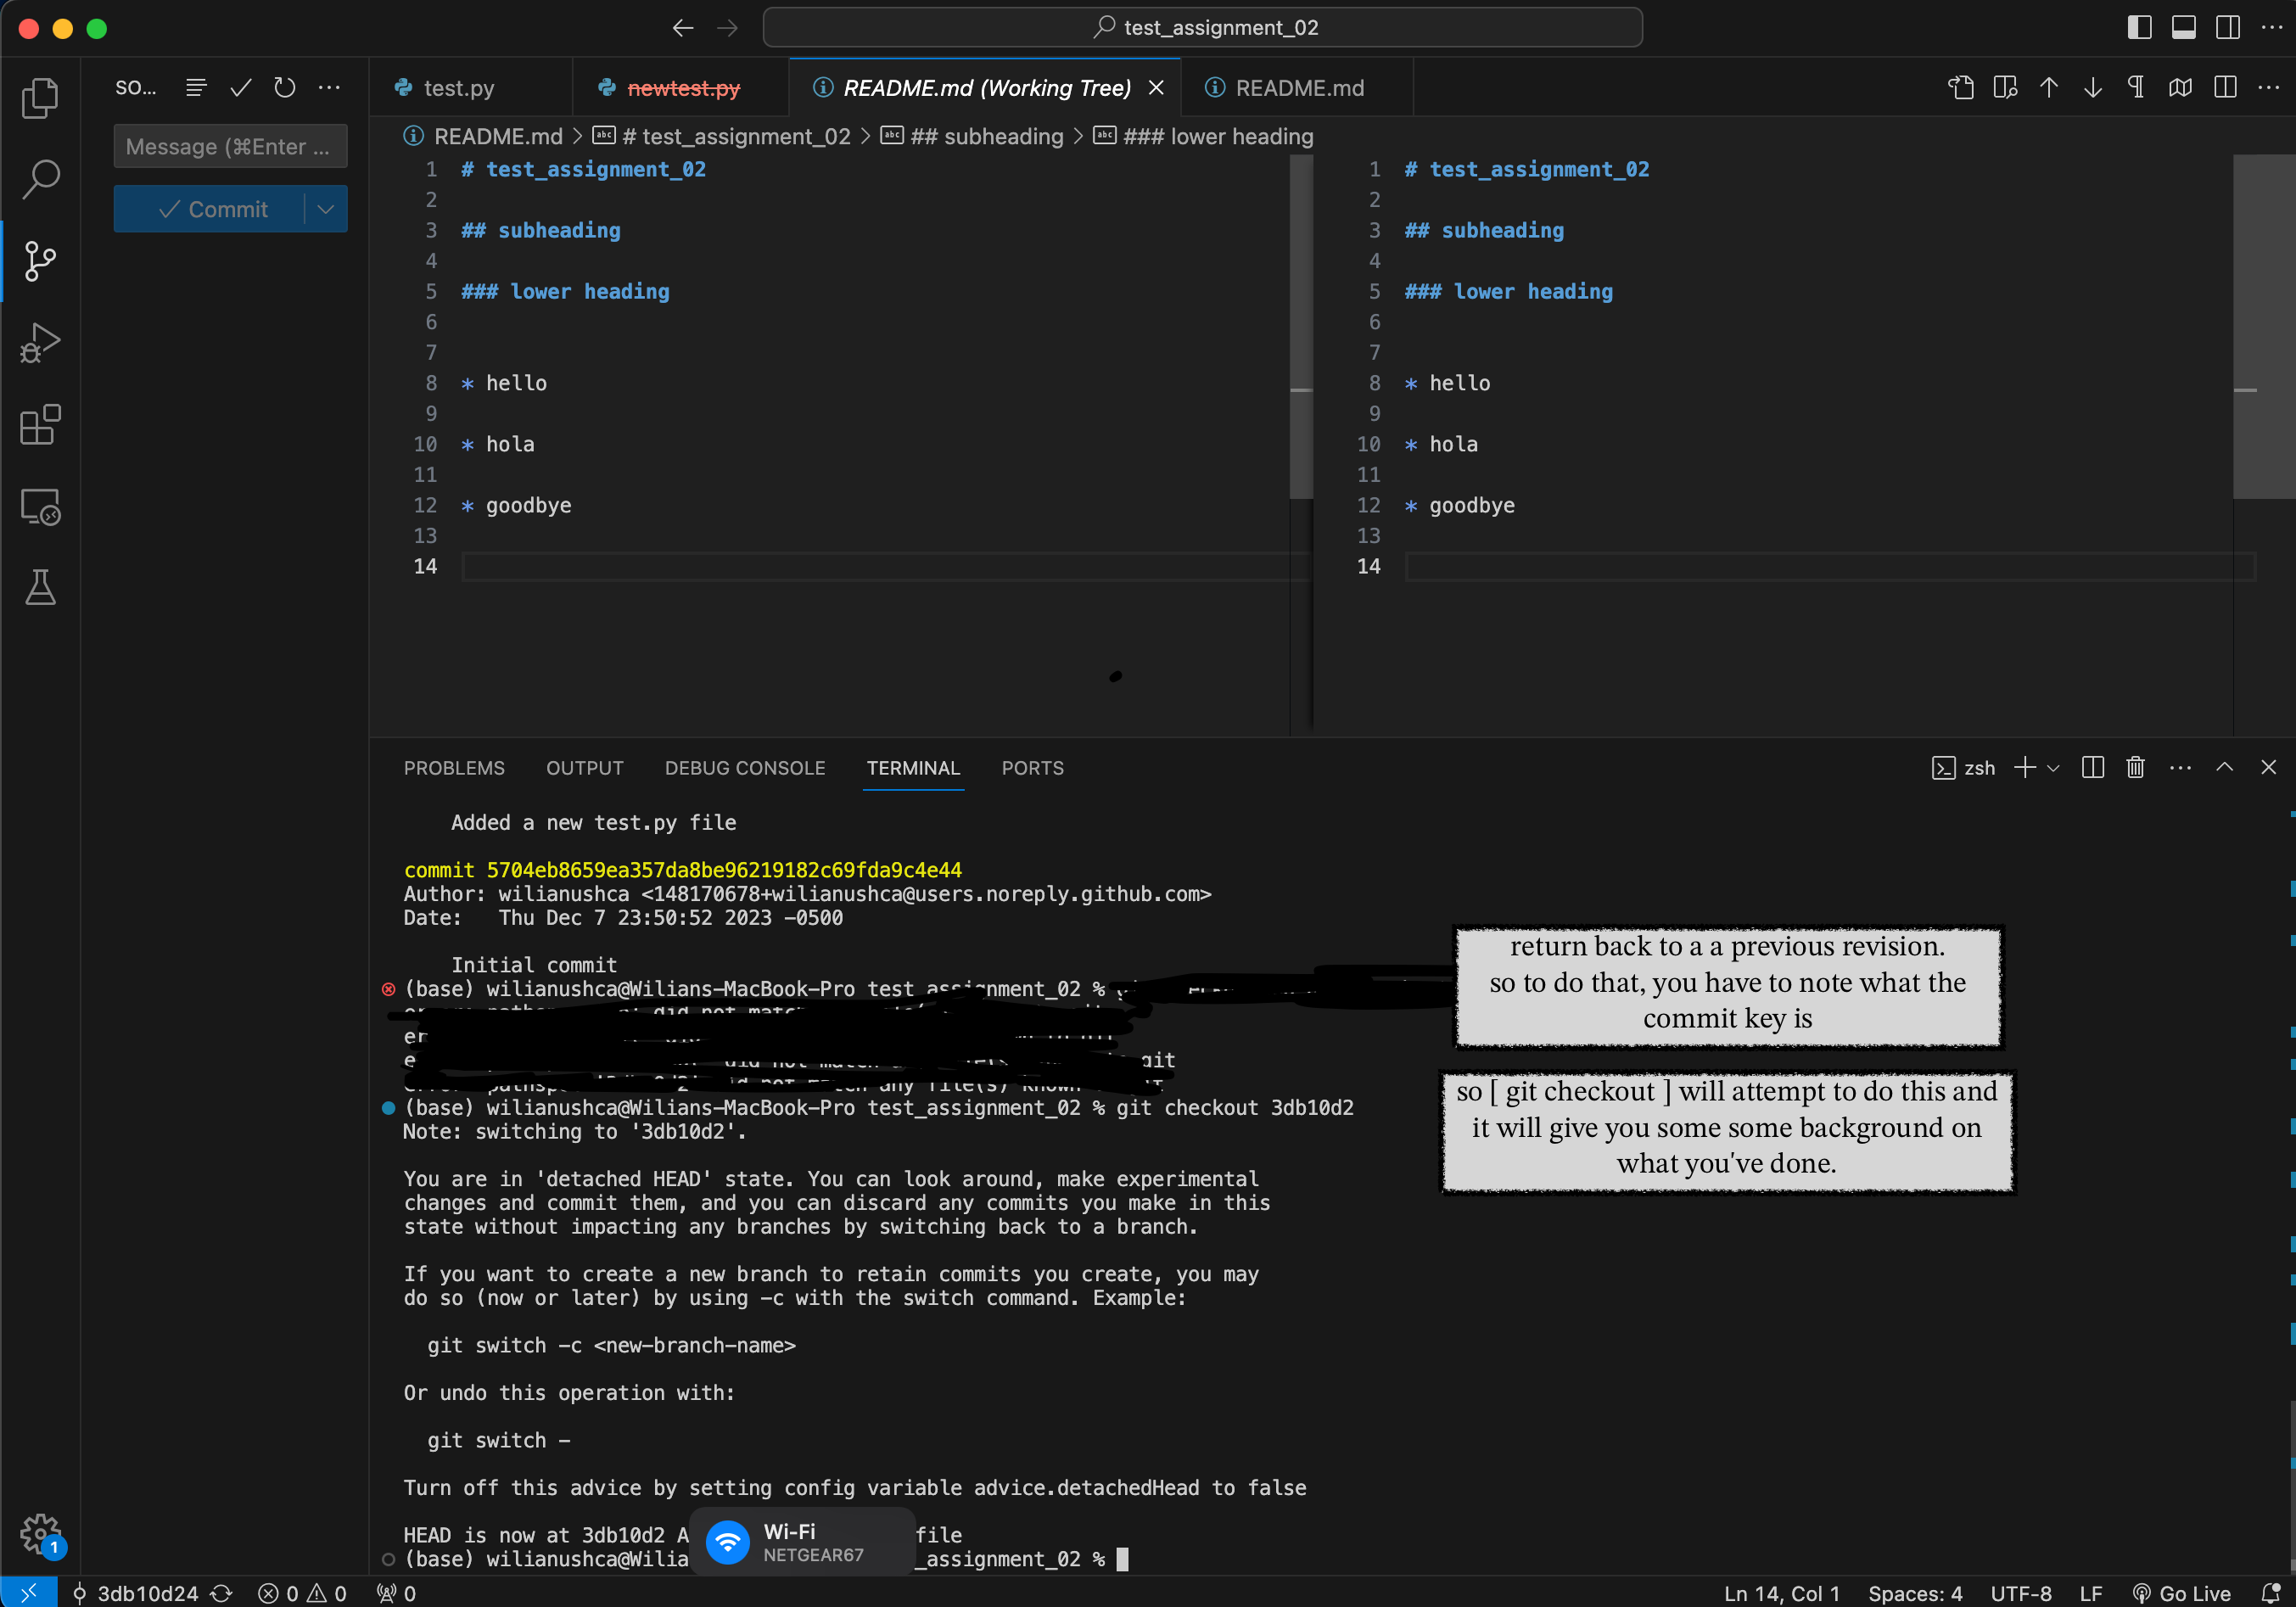 test_assignment_02
SO...
test.py
newtest.py
README.md (Working Tree)
README.md
Message (⌘Enter ...
Commit
README.md > # test_assignment_02 > ## subheading > ### lower heading
1 # test_assignment_02
2
3 ## subheading
4
5 ### lower heading
6
7
8 * hello
9
10 * hola
11
12 * goodbye
13
14
1 # test_assignment_02
2
3 ## subheading
4
5 ### lower heading
6
7
8 * hello
9
10 * hola
11
12 * goodbye
13
14
PROBLEMS OUTPUT DEBUG CONSOLE TERMINAL PORTS
zsh
Added a new test.py file
commit 5704eb8659ea357da8be96219182c69fda9c4e44
Author: wilianushca <148170678+wilianushca@users.noreply.github.com>
Date: Thu Dec 7 23:50:52 2023 -0500
Initial commit
(base) wilianushca@Wilians-MacBook-Pro test_assignment_02 %
did not match
git
did not match any file(s) known
(base) wilianushca@Wilians-MacBook-Pro test_assignment_02 % git checkout 3db10d2
Note: switching to '3db10d2'.
You are in 'detached HEAD' state. You can look around, make experimental
changes and commit them, and you can discard any commits you make in this
state without impacting any branches by switching back to a branch.
If you want to create a new branch to retain commits you create, you may
do so (now or later) by using -c with the switch command. Example:
git switch -c <new-branch-name>
Or undo this operation with:
git switch -
Turn off this advice by setting config variable advice.detachedHead to false
HEAD is now at 3db10d2 A file
(base) wilianushca@Wilia _assignment_02 %
Wi-Fi
NETGEAR67
return back to a a previous revision.
so to do that, you have to note what the
commit key is
so [ git checkout ] will attempt to do this and
it will give you some some background on
what you've done.
1
3db10d24 0 0 0
Ln 14, Col 1 Spaces: 4 UTF-8 LF Go Live